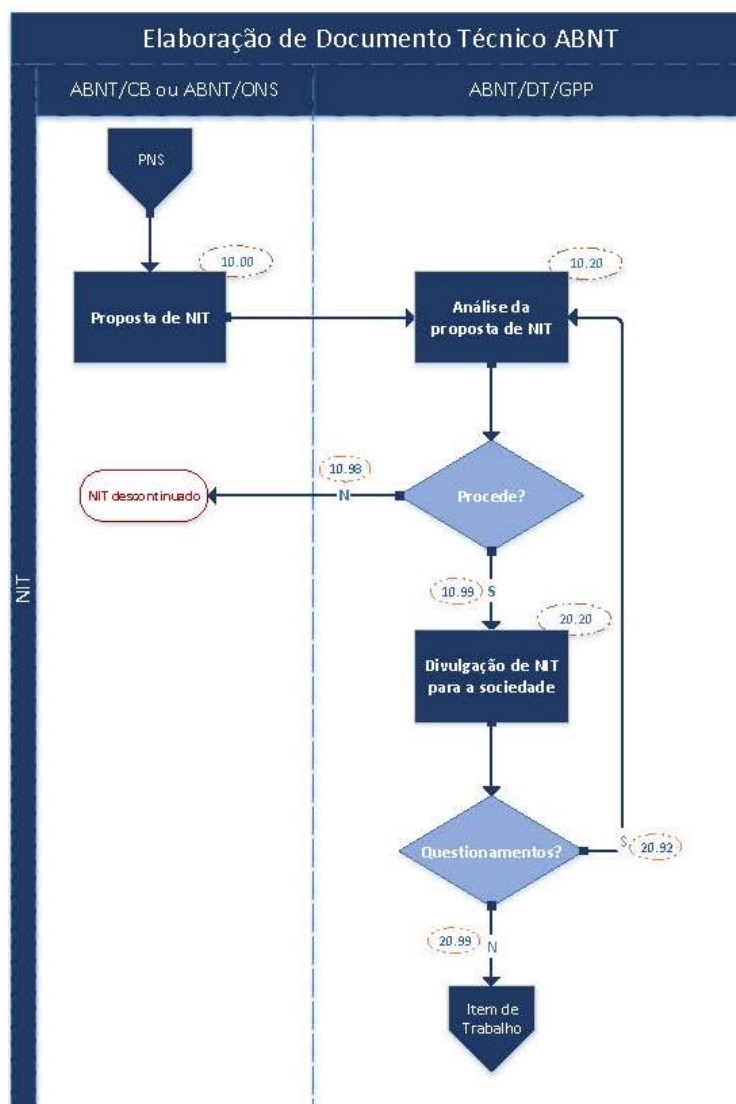 Elaboração de Documento Técnico ABNT
ABNT/CB ou ABNT/ONS
ABNT/DT/GPP
NIT
PNS
10.00
Proposta de NIT
10.20
Análise da
proposta de NIT
Procede?
10.98
N
NIT descontinuado
10.99 S
20.20
Divulgação de NIT
para a sociedade
Questionamentos?
S 20.92
20.99 N
Item de
Trabalho